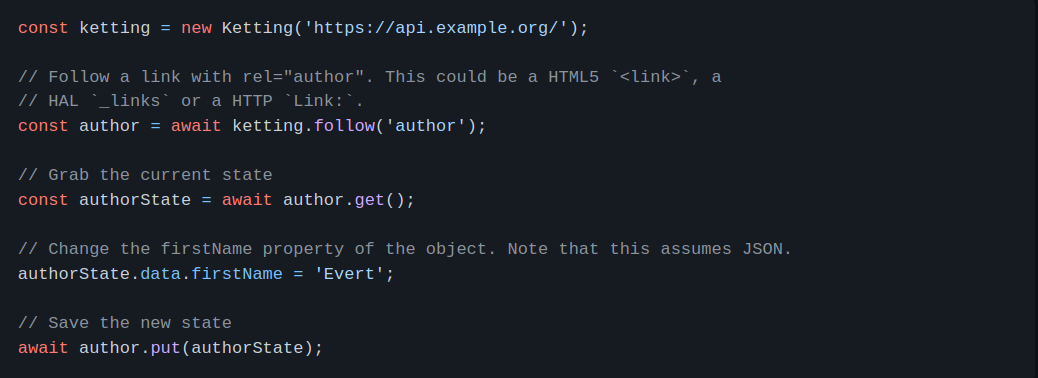 const ketting = new Ketting('https://api.example.org/');
// Follow a link with rel="author". This could be a HTML5 `<link>`, a
// HAL `_links` or a HTTP `Link:`.
const author = await ketting.follow('author');
// Grab the current state
const authorState = await author.get();
// Change the firstName property of the object. Note that this assumes JSON.
authorState.data.firstName = 'Evert';
// Save the new state
await author.put(authorState);